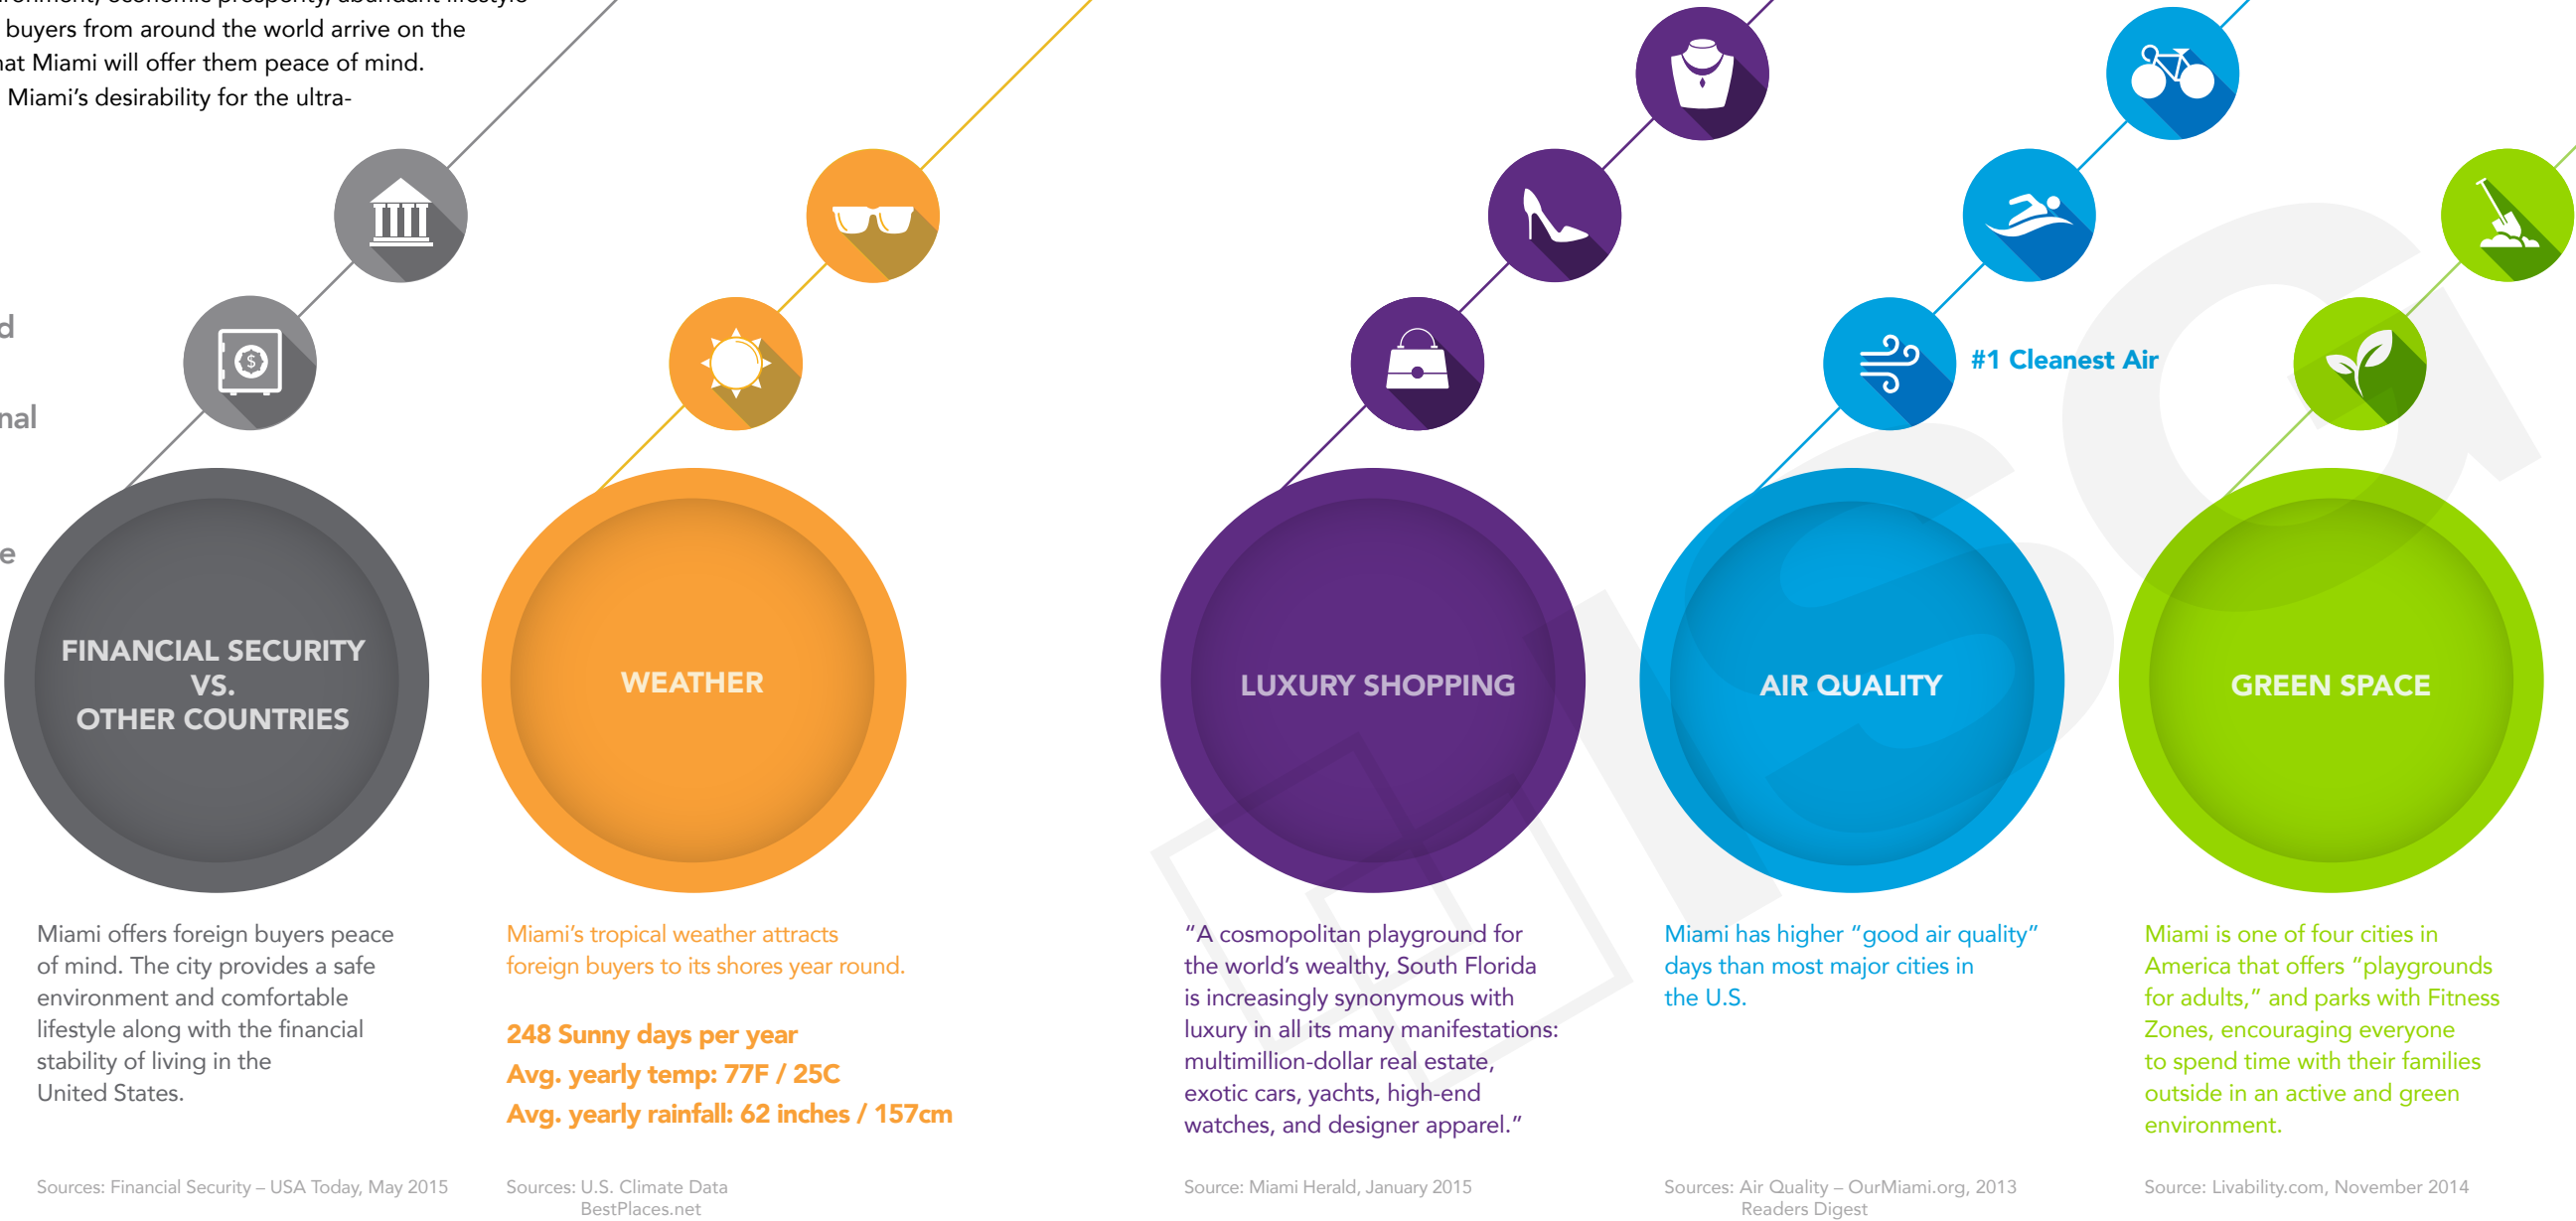 buyers from around the world arrive on the
Miami will offer them peace of mind.
Miami’s desirability for the ultra-
$
#1 Cleanest Air
FINANCIAL SECURITY
VS.
OTHER COUNTRIES
WEATHER
LUXURY SHOPPING
AIR QUALITY
GREEN SPACE
Miami offers foreign buyers peace
of mind. The city provides a safe
environment and comfortable
lifestyle along with the financial
stability of living in the
United States.
Sources: Financial Security – USA Today, May 2015
Miami’s tropical weather attracts
foreign buyers to its shores year round.
248 Sunny days per year
Avg. yearly temp: 77F / 25C
Avg. yearly rainfall: 62 inches / 157cm
Sources: U.S. Climate Data
BestPlaces.net
“A cosmopolitan playground for
the world’s wealthy, South Florida
is increasingly synonymous with
luxury in all its many manifestations:
multimillion-dollar real estate,
exotic cars, yachts, high-end
watches, and designer apparel.”
Source: Miami Herald, January 2015
Miami has higher “good air quality”
days than most major cities in
the U.S.
Sources: Air Quality – OurMiami.org, 2013
Readers Digest
Miami is one of four cities in
America that offers “playgrounds
for adults,” and parks with Fitness
Zones, encouraging everyone
to spend time with their families
outside in an active and green
environment.
Source: Livability.com, November 2014